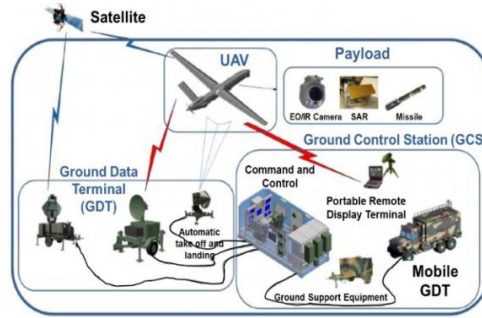 Satellite
UAV
Payload
EO/IR Camera
SAR
Missile
Ground Control Station (GCS
Ground Data
Terminal
(GDT)
Command and
Control
Portable Remote
Display Terminal
Automatic
take off and
landing
Mobile
GDT
Ground Support Equipment